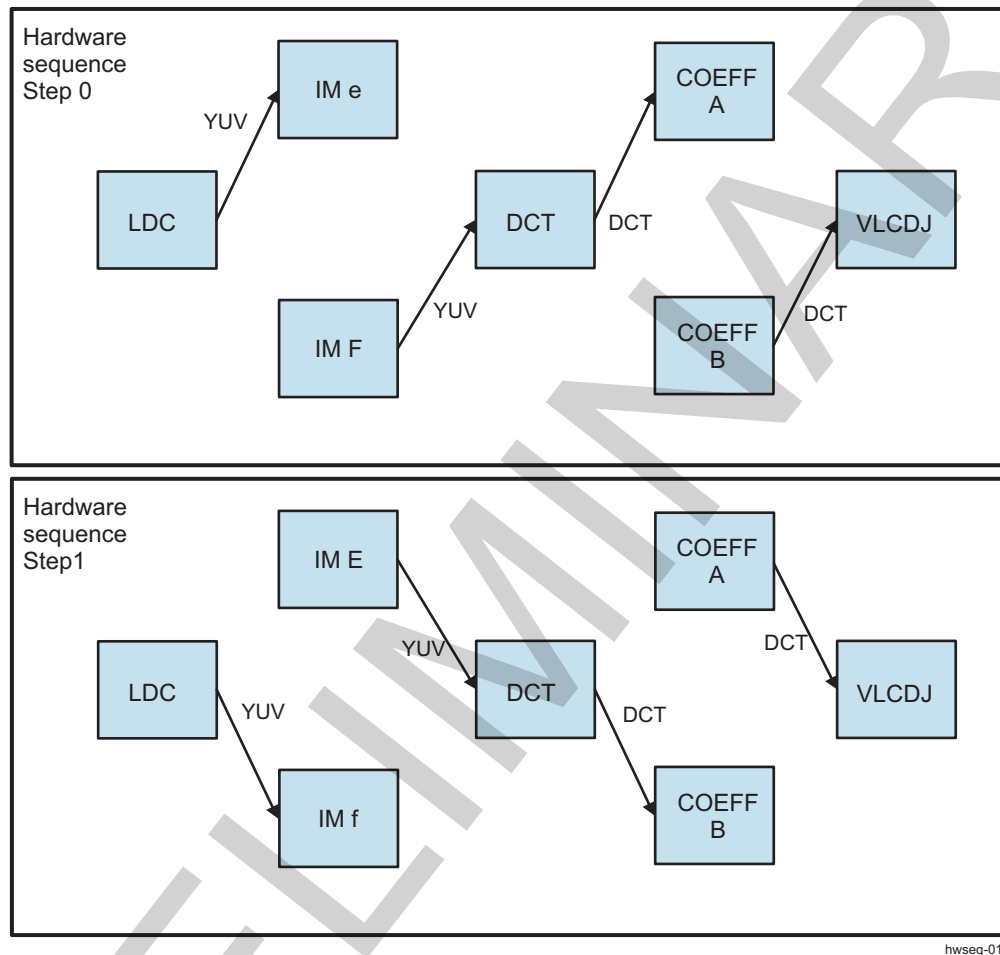 Hardware
sequence
Step 0
IM e
COEFF
A
YUV
LDC
DCT
DCT
VLCDJ
YUV
DCT
IM F
COEFF
B
Hardware
sequence
Step1
IM E
COEFF
A
YUV
DCT
LDC
YUV
DCT
DCT
VLCDJ
IM f
COEFF
B
hwseq-01
ELIMINAR